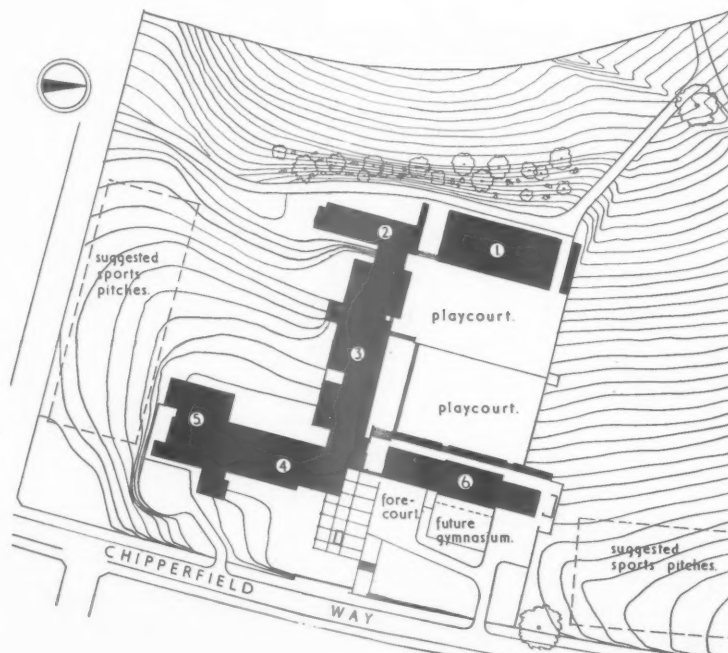 2
1
suggested
sports
pitches.
playcourt.
3
playcourt.
5
4
6
fore-
court.
future
gymnasium.
CHIPPERFIELD WAY
suggested
sports pitches.